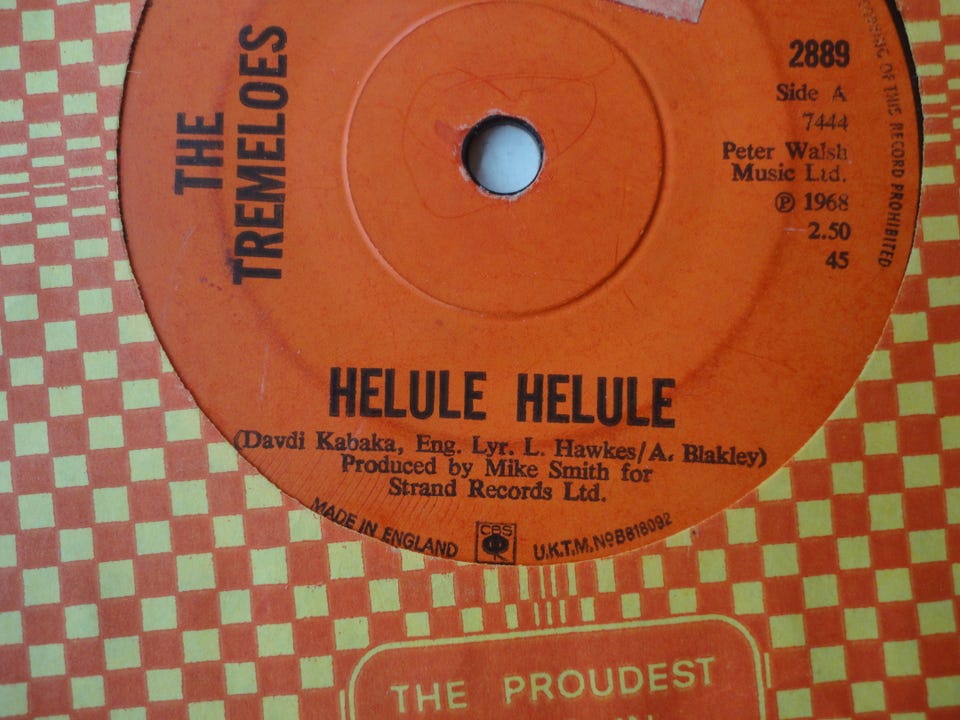 THE
TREMELOES
2889
Side A
7444
Peter Walsh
Music Ltd.
℗ 1968
2.50
45
OF THIS RECORD PROHIBITED
HELULE HELULE
(Davdi Kabaka, Eng. Lyr. L. Hawkes/A. Blakley)
Produced by Mike Smith for
Strand Records Ltd.
MADE IN ENGLAND
CBS
U.K.T.M.NºB818092
THE PROUDEST